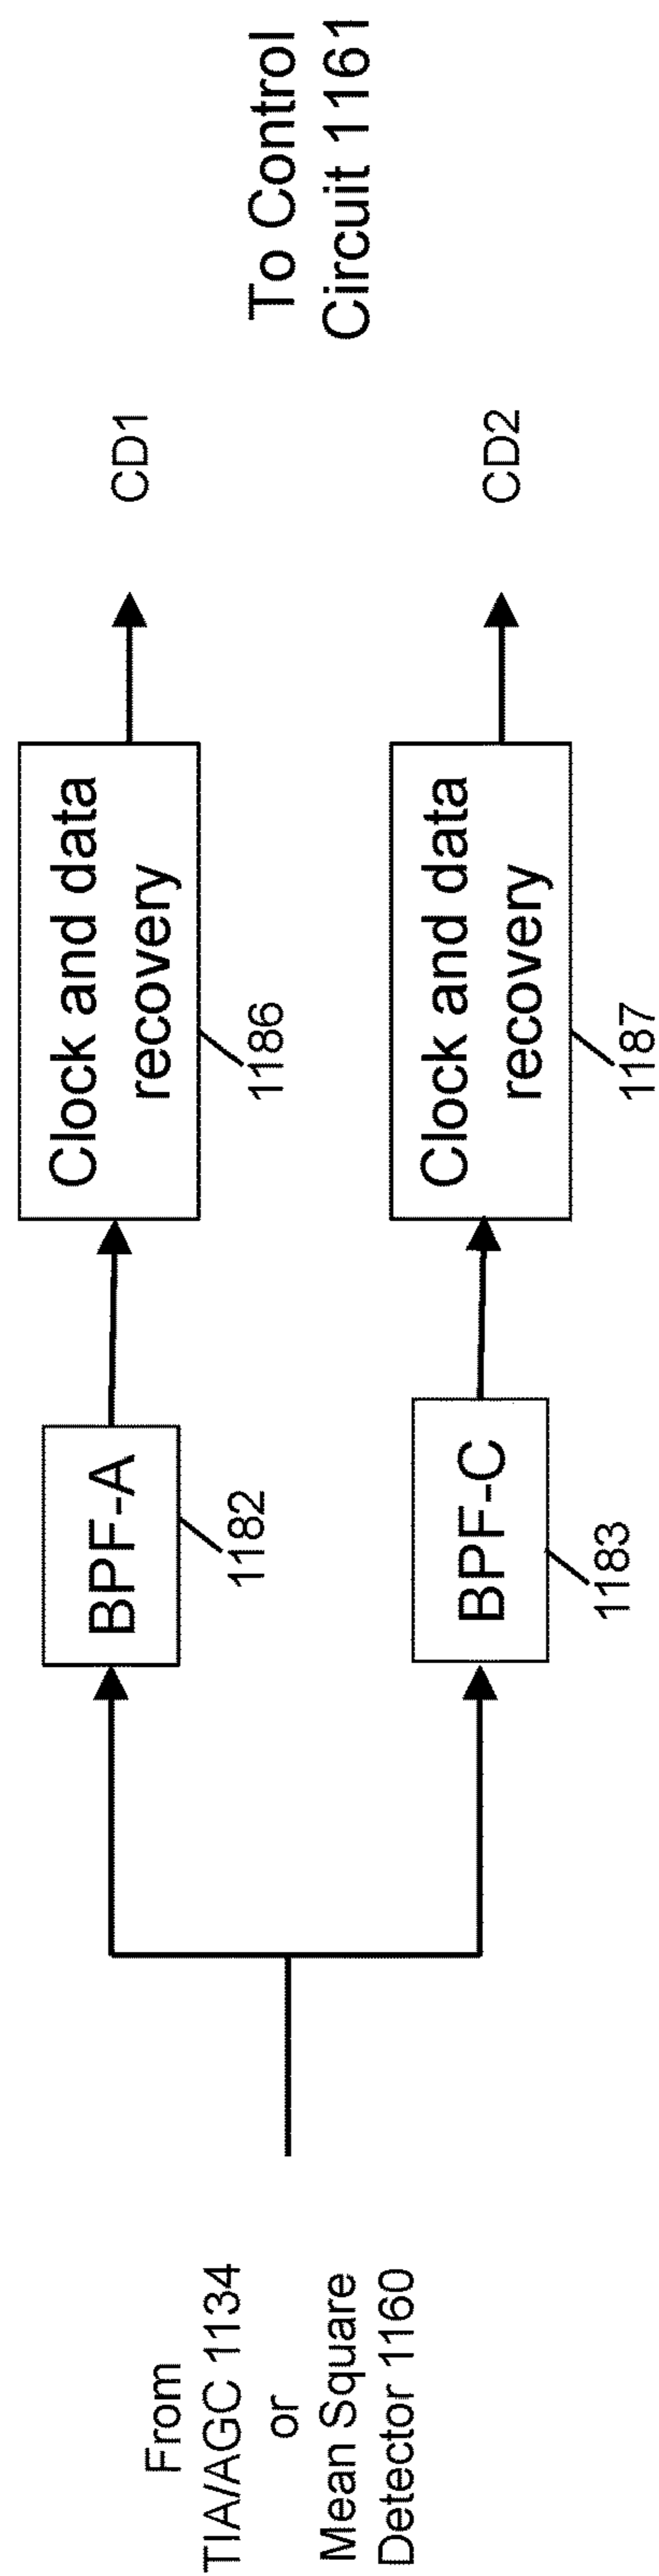 From
TIA/AGC 1134
or
Mean Square
Detector 1160
BPF-A
1182
Clock and data
recovery
1186
CD1
BPF-C
1183
Clock and data
recovery
1187
CD2
To Control
Circuit 1161